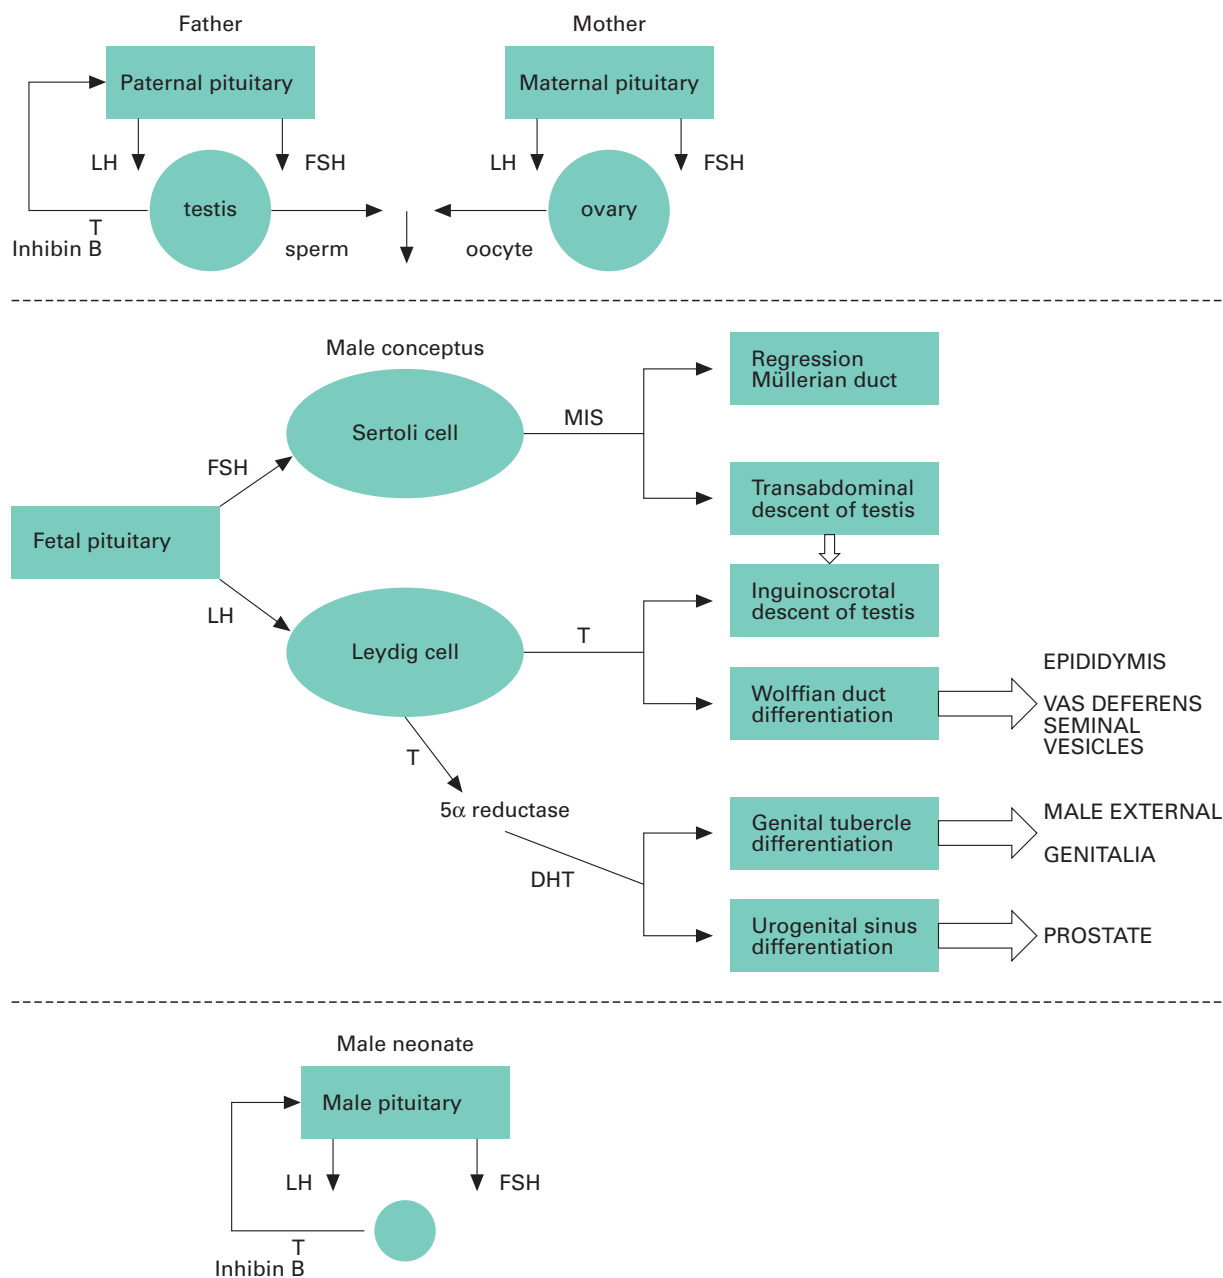 Father
Mother
Paternal pituitary
Maternal pituitary
LH
FSH
LH
FSH
testis
ovary
T
Inhibin B
sperm
oocyte
Male conceptus
Regression
Müllerian duct
Sertoli cell
MIS
FSH
Transabdominal
descent of testis
Fetal pituitary
Inguinoscrotal
descent of testis
LH
Leydig cell
T
EPIDIDYMIS
Wolffian duct
differentiation
VAS DEFERENS
SEMINAL
VESICLES
T
5α reductase
Genital tubercle
differentiation
MALE EXTERNAL
GENITALIA
DHT
Urogenital sinus
differentiation
PROSTATE
Male neonate
Male pituitary
LH
FSH
T
Inhibin B